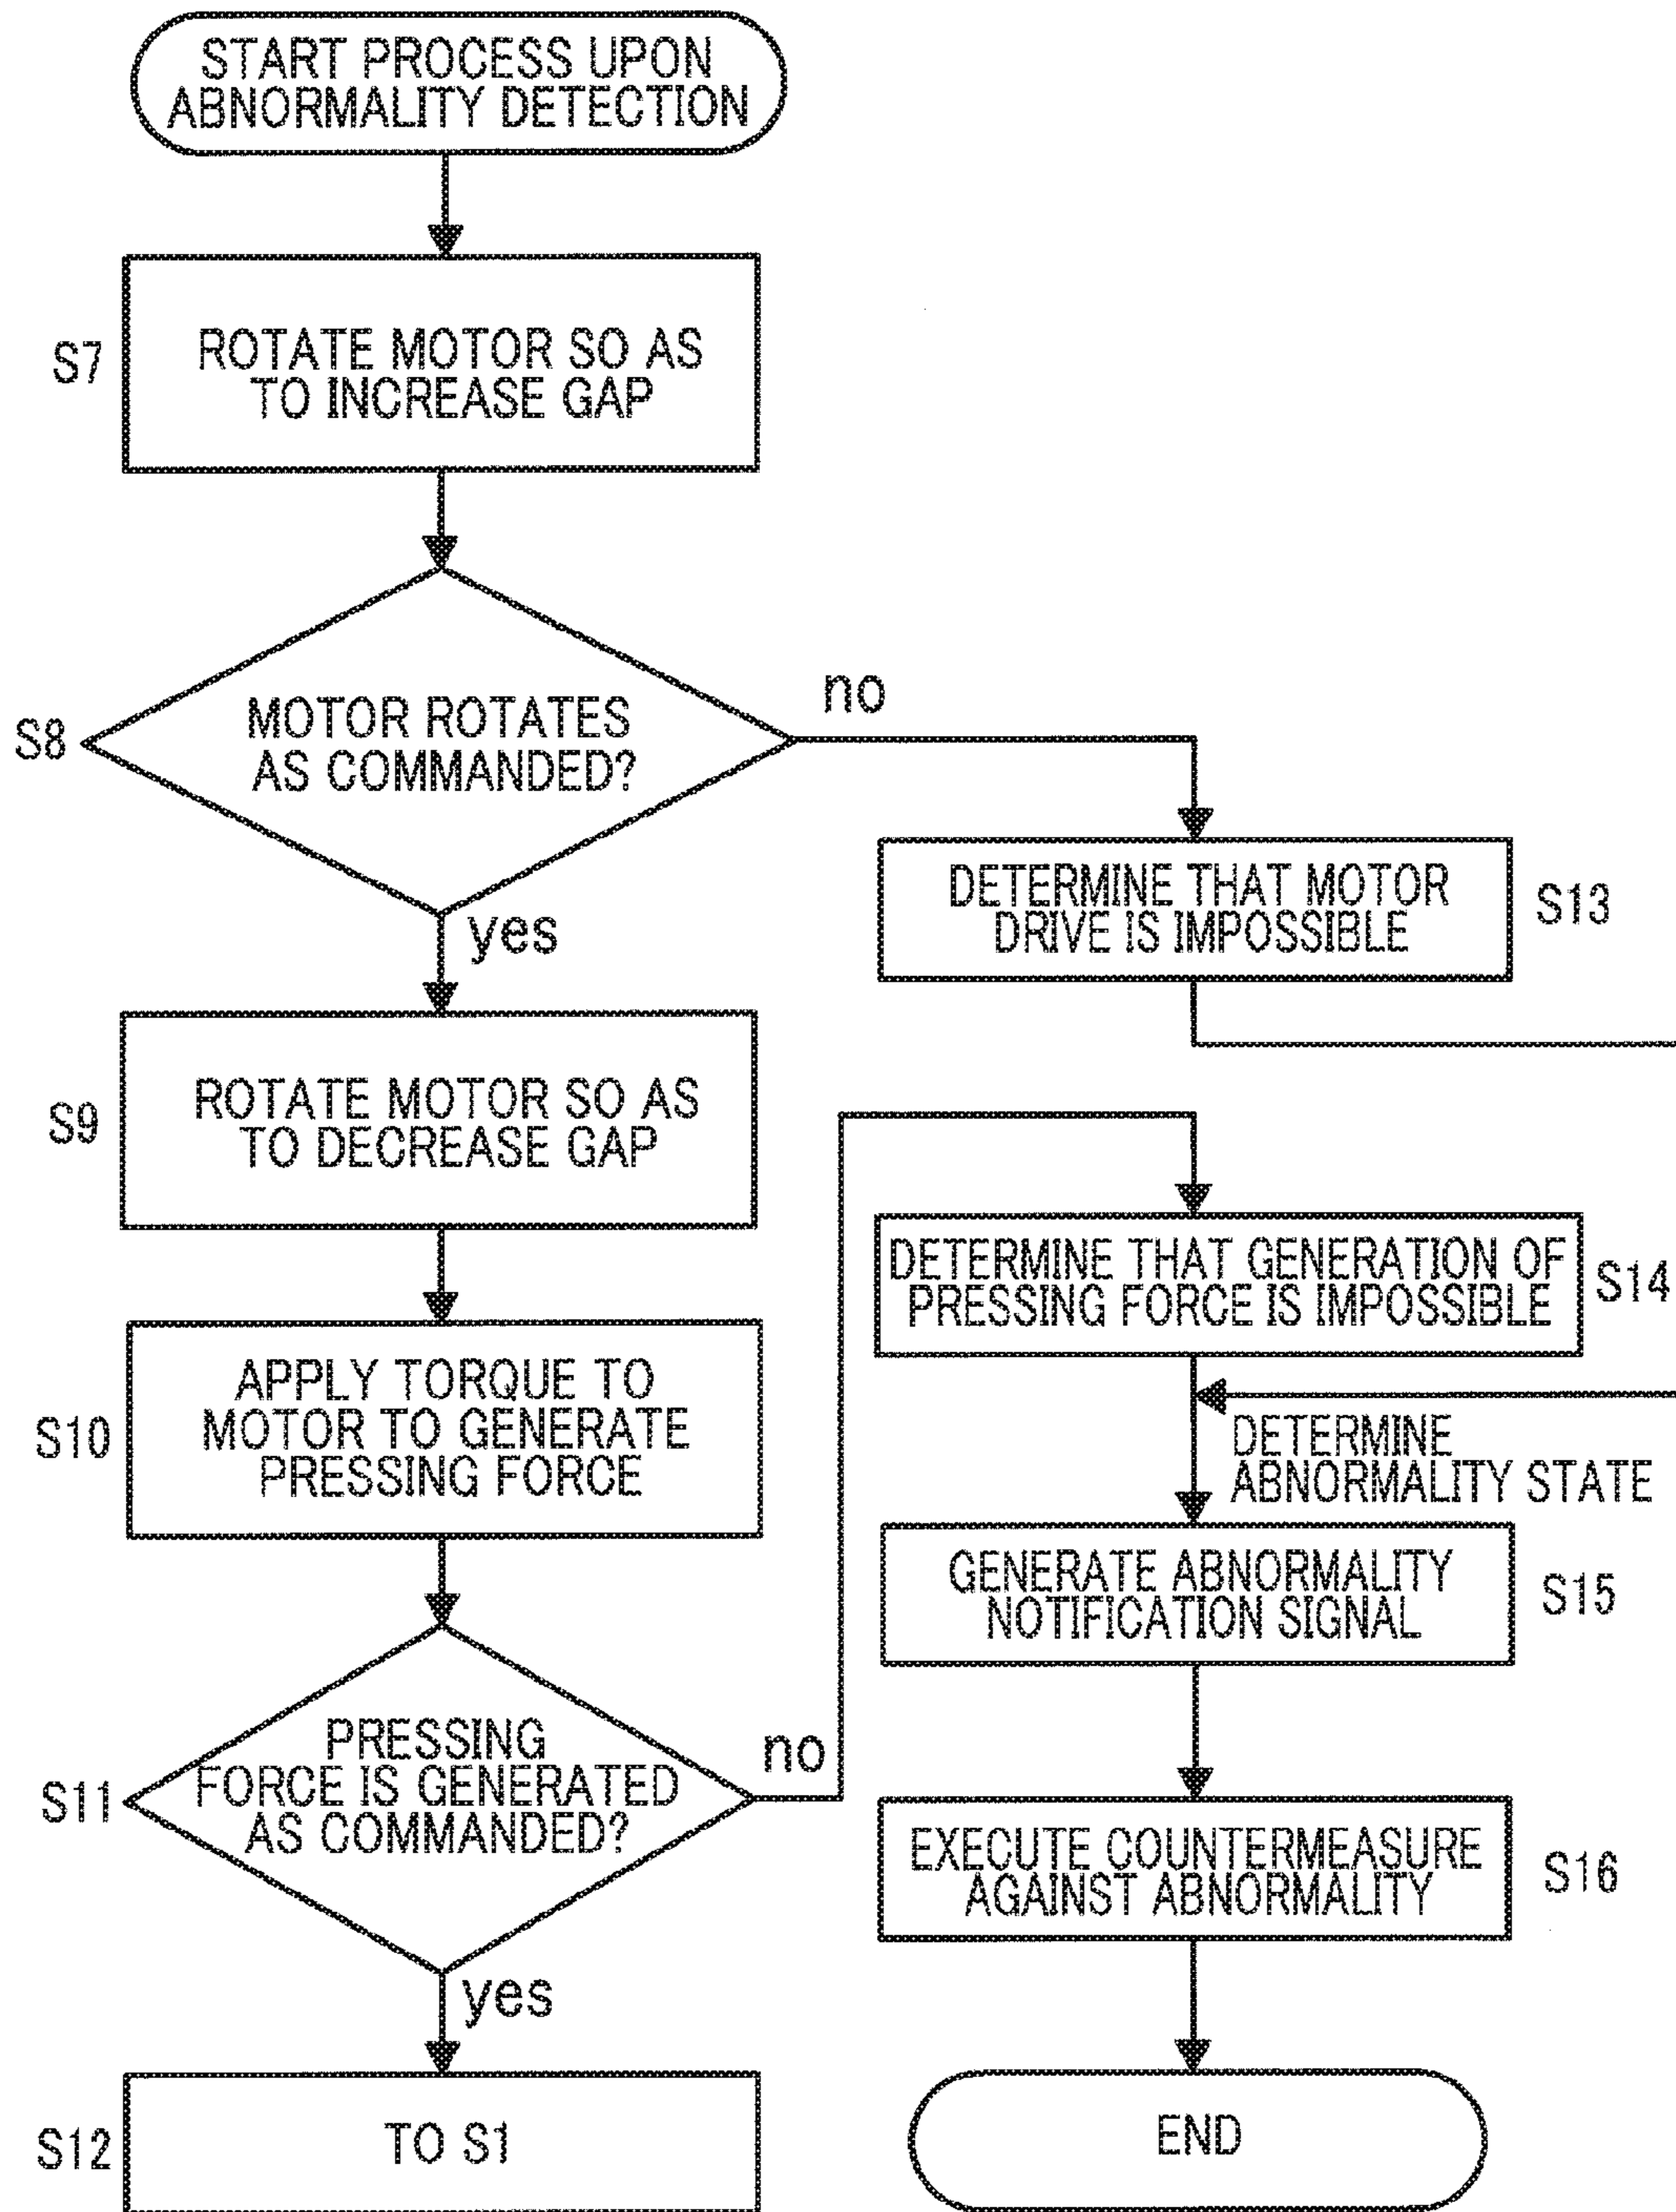 START PROCESS UPON
ABNORMALITY DETECTION
S7
ROTATE MOTOR SO AS
TO INCREASE GAP
S8
MOTOR ROTATES
AS COMMANDED?
no
yes
S13
DETERMINE THAT MOTOR
DRIVE IS IMPOSSIBLE
S9
ROTATE MOTOR SO AS
TO DECREASE GAP
S10
APPLY TORQUE TO
MOTOR TO GENERATE
PRESSING FORCE
S11
PRESSING
FORCE IS GENERATED
AS COMMANDED?
no
yes
S12
TO S1
DETERMINE THAT GENERATION OF
PRESSING FORCE IS IMPOSSIBLE
S14
DETERMINE
ABNORMALITY STATE
GENERATE ABNORMALITY
NOTIFICATION SIGNAL
S15
EXECUTE COUNTERMEASURE
AGAINST ABNORMALITY
S16
END